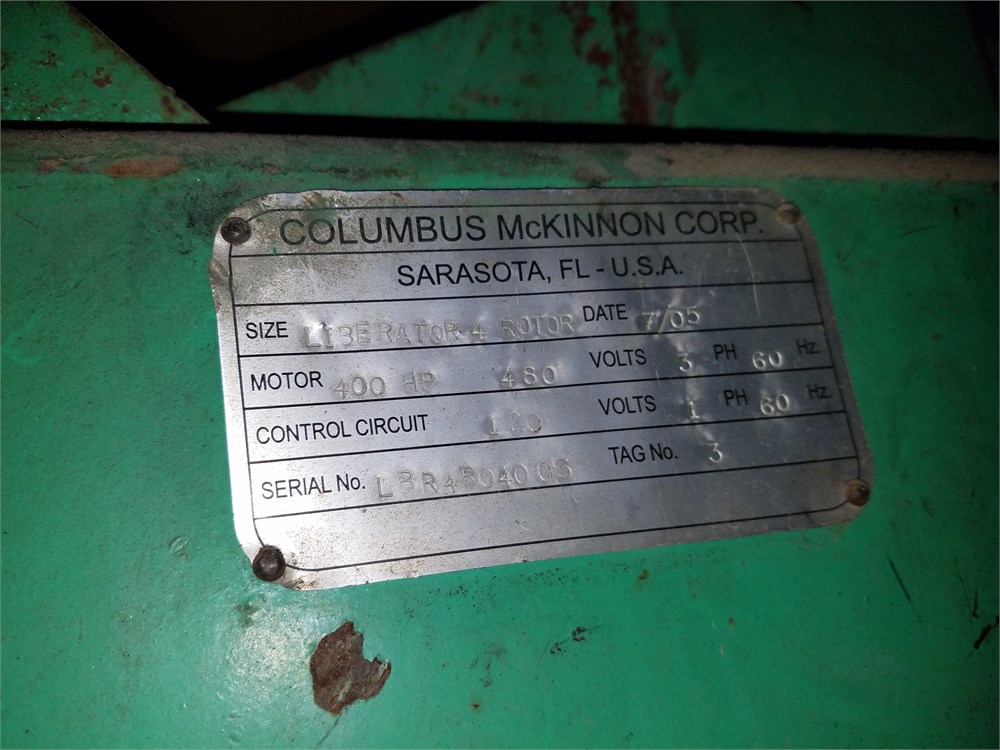 COLUMBUS McKINNON CORP.
SARASOTA, FL - U.S.A.
SIZE LIBERATOR-4 ROTOR DATE 7/05
MOTOR 400 HP 480 VOLTS 3 PH 60 Hz.
CONTROL CIRCUIT 120 VOLTS 1 PH 60 Hz.
SERIAL No. TAG No. 3